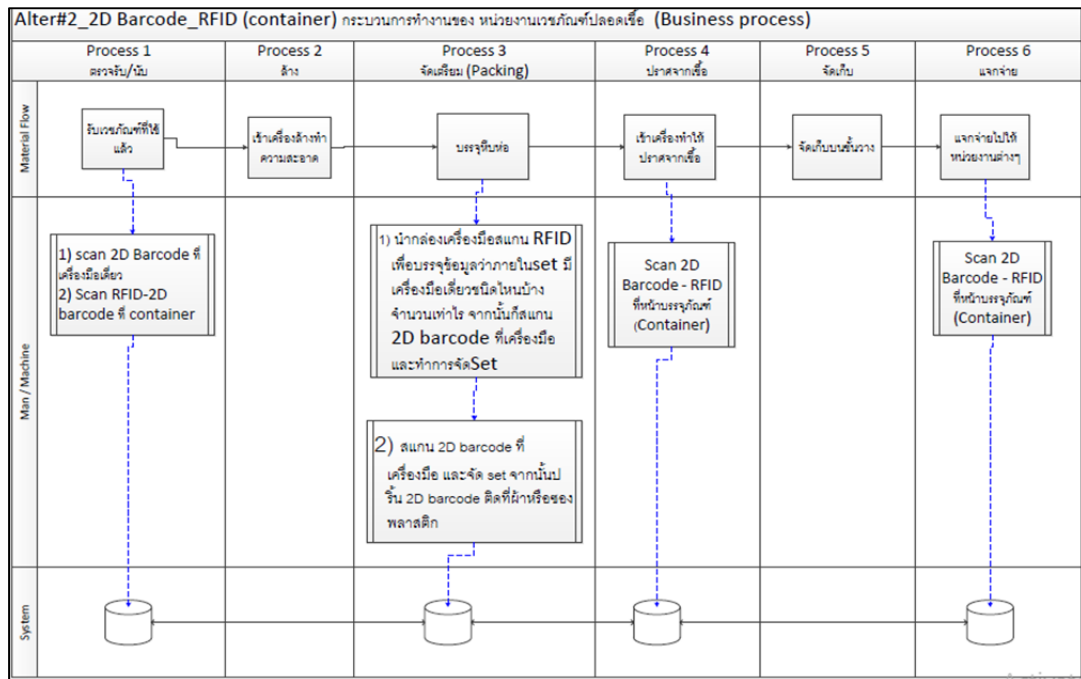 Alter#2_2D Barcode_RFID (container) กระบวนการทำงานของ หน่วยงานเวชภัณฑ์ปลอดเชื้อ (Business process)
Process 1
ตรวจรับ/นับ
Process 2
ล้าง
Process 3
จัดเตรียม (Packing)
Process 4
ปราศจากเชื้อ
Process 5
จัดเก็บ
Process 6
แจกจ่าย
Material Flow
รับเวชภัณฑ์ที่ใช้
แล้ว
เข้าเครื่องล้างทำ
ความสะอาด
บรรจุหีบห่อ
เข้าเครื่องทำให้
ปราศจากเชื้อ
จัดเก็บบนชั้นวาง
แจกจ่ายไปให้
หน่วยงานต่างๆ
Man / Machine
1) scan 2D Barcode ที่
เครื่องมือเดี่ยว
2) Scan RFID-2D
barcode ที่ container
1) นำกล่องเครื่องมือสแกน RFID
เพื่อบรรจุข้อมูลว่าภายในset มี
เครื่องมือเดี่ยวชนิดไหนบ้าง
จำนวนเท่าไร จากนั้นก็สแกน
2D barcode ที่เครื่องมือ
และทำการจัดSet
2) สแกน 2D barcode ที่
เครื่องมือ และจัด set จากนั้นป
ริ้น 2D barcode ติดที่ผ้าหรือซอง
พลาสติก
Scan 2D
Barcode - RFID
ที่หน้าบรรจุภัณฑ์
(Container)
Scan 2D
Barcode - RFID
ที่หน้าบรรจุภัณฑ์
(Container)
System